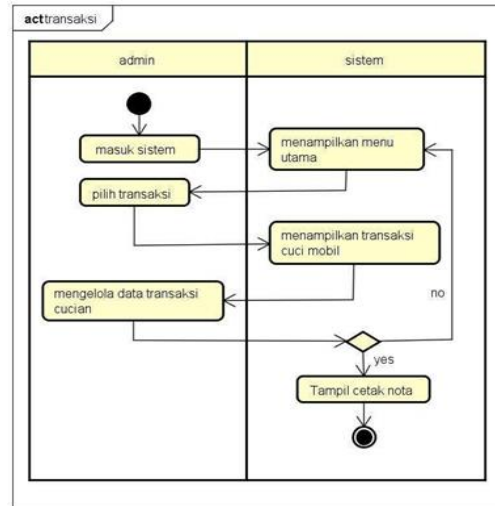 act transaksi
admin
sistem
masuk sistem
menampilkan menu
utama
pilih transaksi
menampilkan transaksi
cuci mobil
mengelola data transaksi
cucian
no
yes
Tampil cetak nota